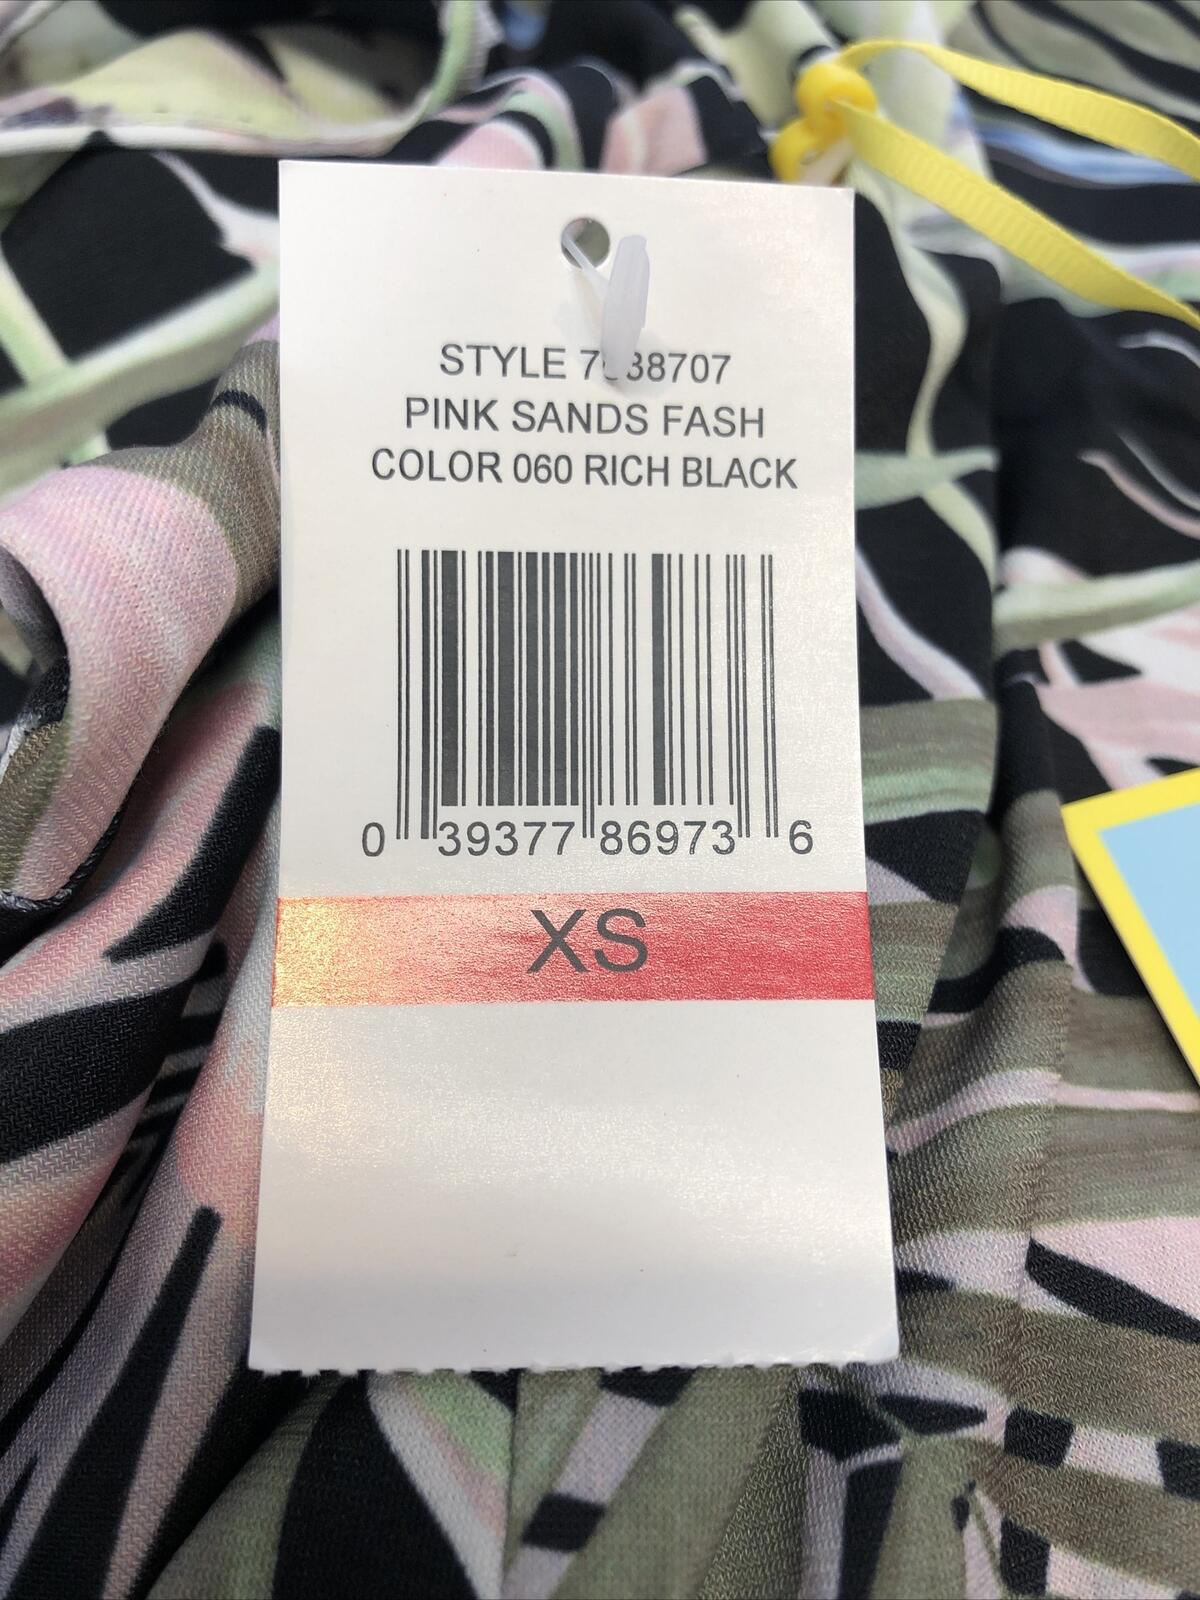 STYLE 7 38707
PINK SANDS FASH
COLOR 060 RICH BLACK
0 39377 86973 6
XS